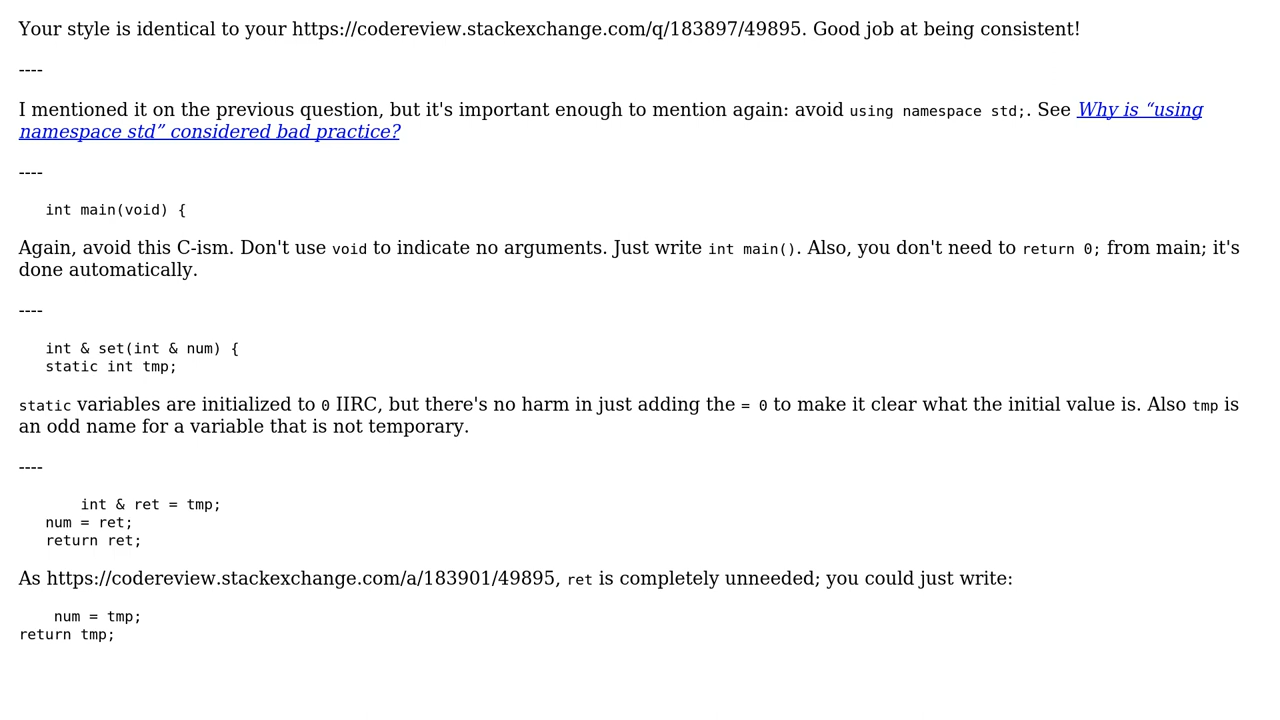 Your style is identical to your https://codereview.stackexchange.com/q/183897/49895. Good job at being consistent!
----
I mentioned it on the previous question, but it's important enough to mention again: avoid using namespace std;. See Why is “using
namespace std” considered bad practice?
----
int main(void) {
Again, avoid this C-ism. Don't use void to indicate no arguments. Just write int main(). Also, you don't need to return 0; from main; it's
done automatically.
----
int & set(int & num) {
static int tmp;
static variables are initialized to 0 IIRC, but there's no harm in just adding the = 0 to make it clear what the initial value is. Also tmp is
an odd name for a variable that is not temporary.
----
int & ret = tmp;
num = ret;
return ret;
As https://codereview.stackexchange.com/a/183901/49895, ret is completely unneeded; you could just write:
num = tmp;
return tmp;